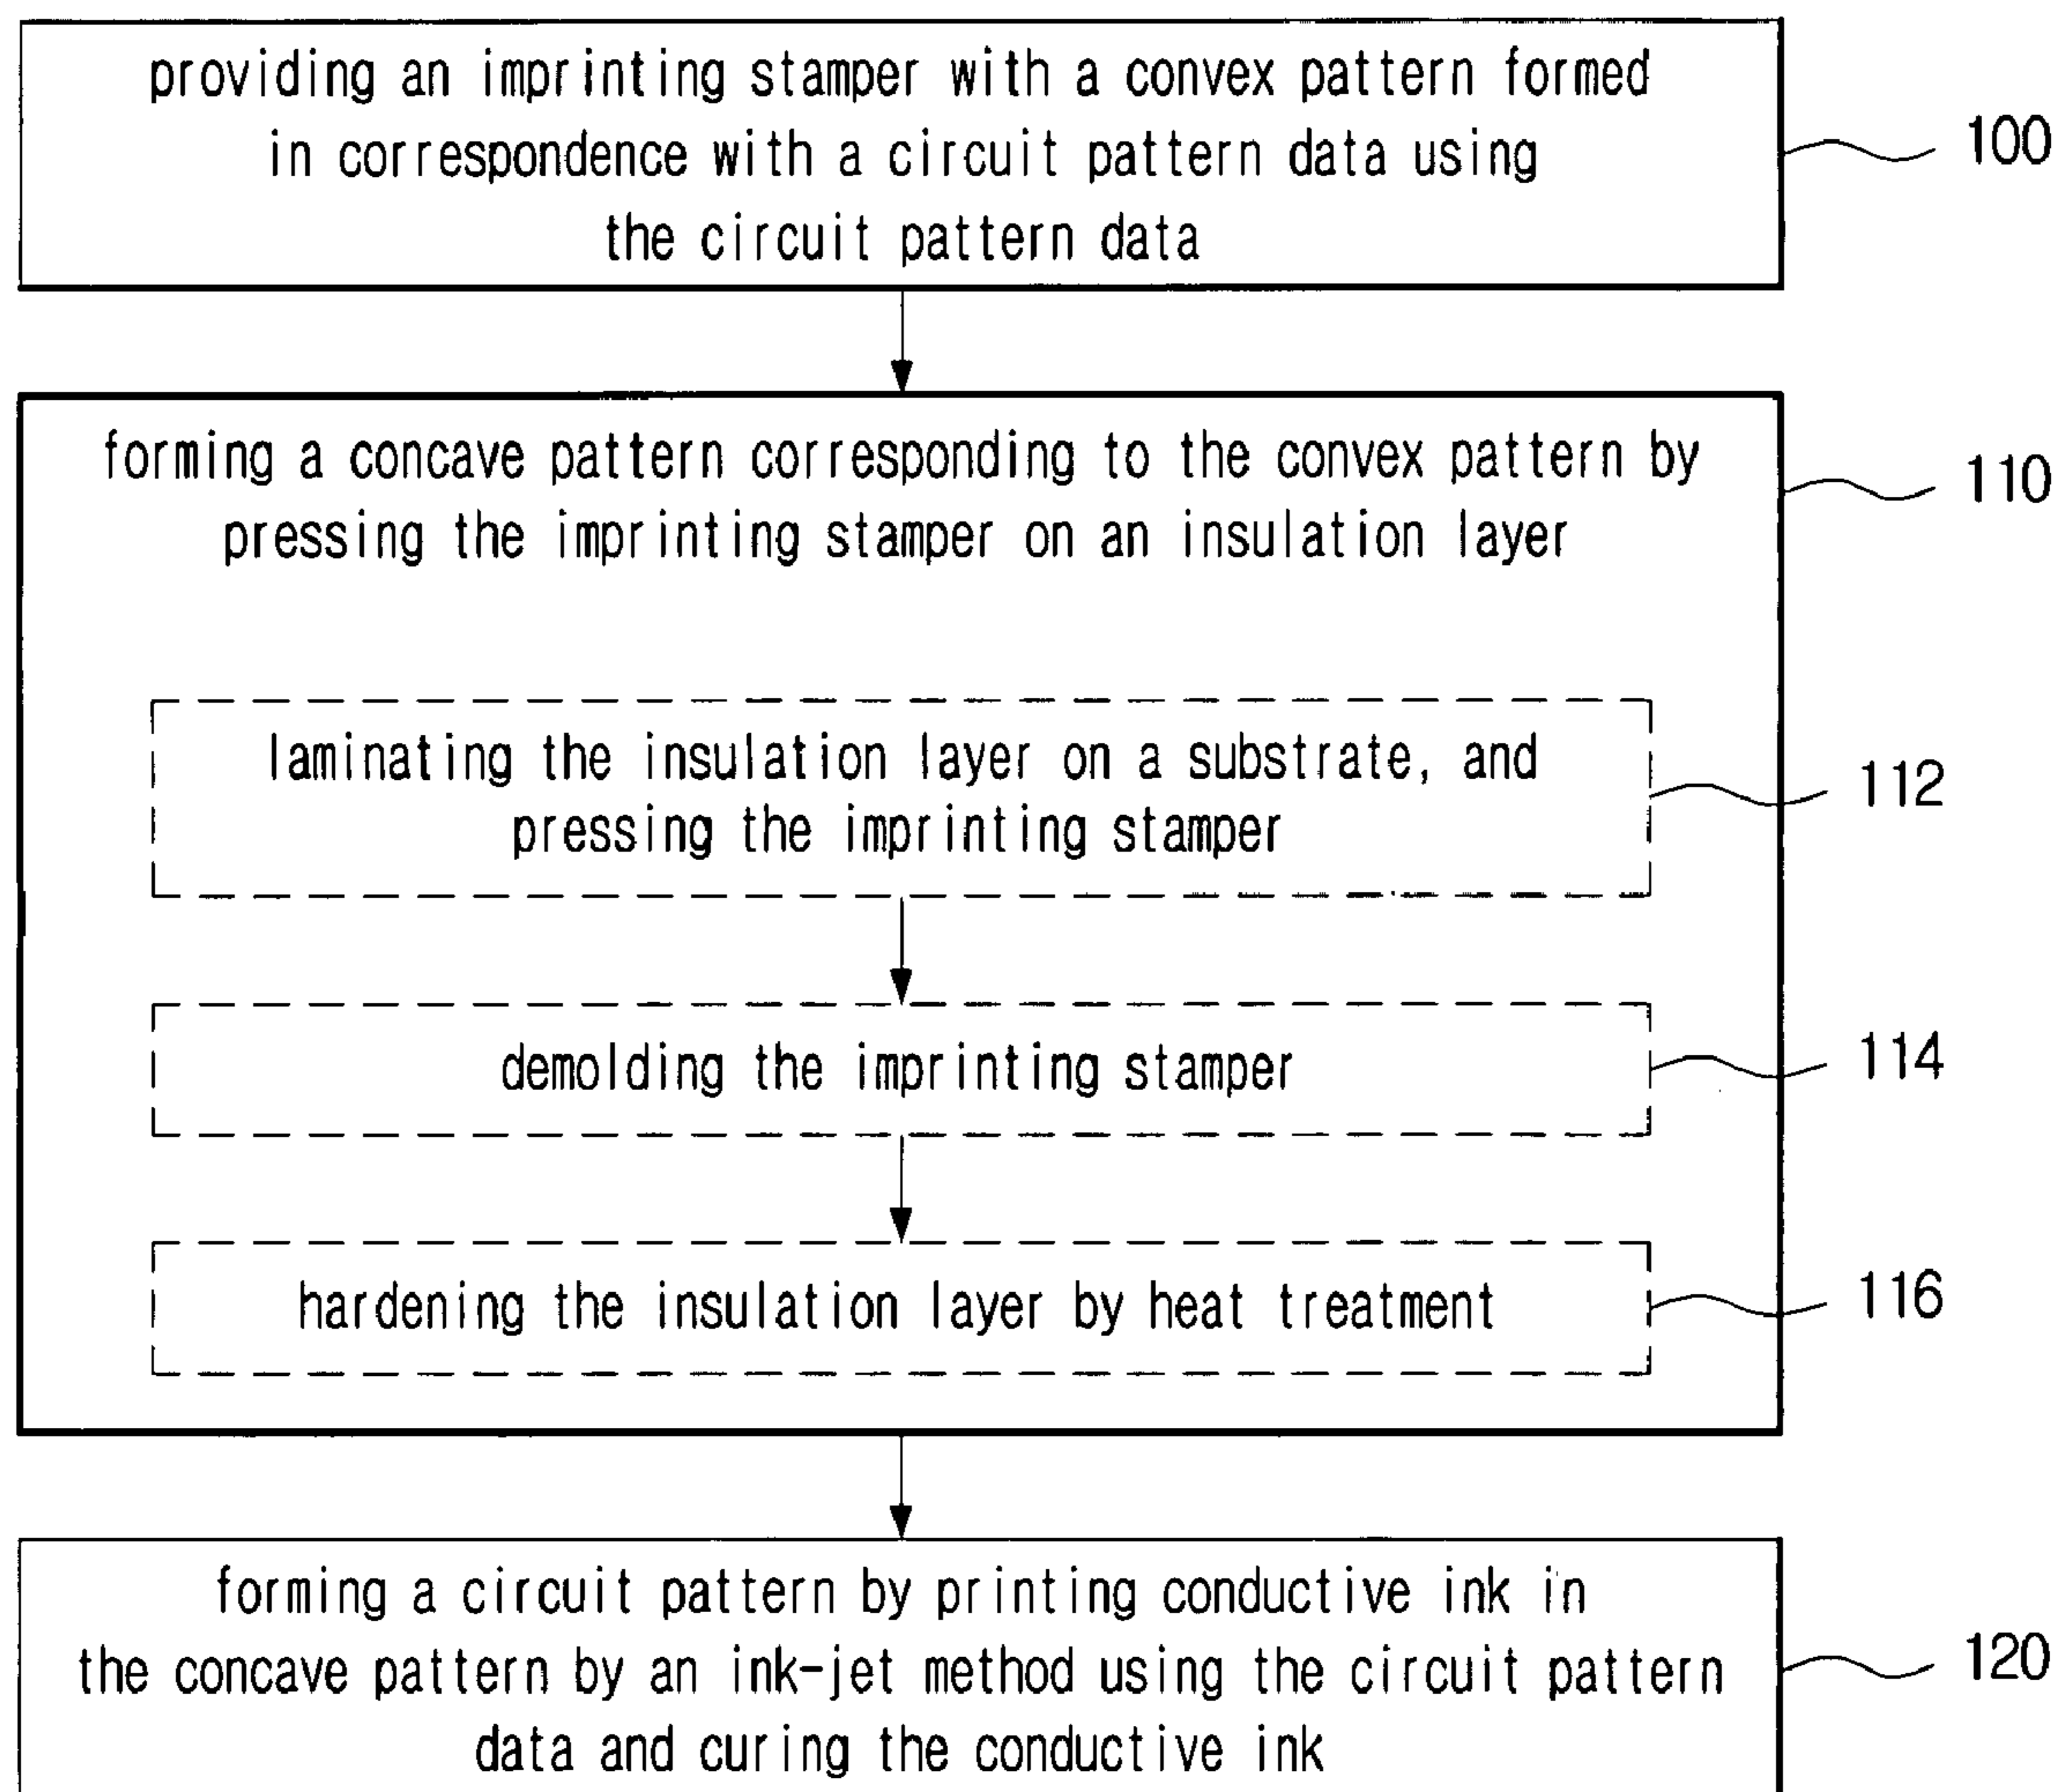 providing an imprinting stamper with a convex pattern formed
in correspondence with a circuit pattern data using
the circuit pattern data
100
forming a concave pattern corresponding to the convex pattern by
pressing the imprinting stamper on an insulation layer
110
laminating the insulation layer on a substrate, and
pressing the imprinting stamper
112
demolding the imprinting stamper
114
hardening the insulation layer by heat treatment
116
forming a circuit pattern by printing conductive ink in
the concave pattern by an ink-jet method using the circuit pattern
data and curing the conductive ink
120